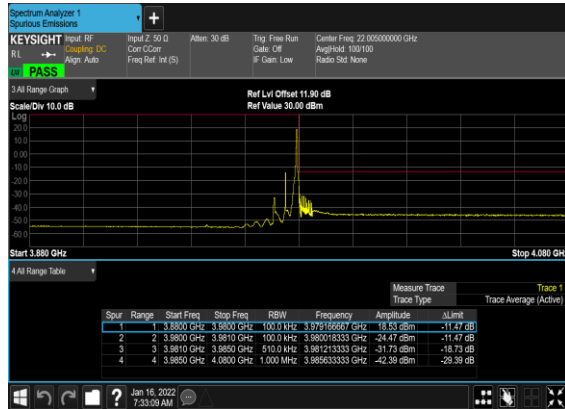 Spectrum Analyzer 1
Spurious Emissions
KEYSIGHT Input: RF Input Z: 50 Ω Atten: 30 dB Trig: Free Run Center Freq: 22.005000000 GHz
RL Coupling: DC Corr CCorr Gate: Off Avg|Hold: 100/100
Align: Auto Freq Ref: Int (S) IF Gain: Low Radio Std: None
PASS
3 All Range Graph Ref Lvl Offset 11.90 dB
Scale/Div 10.0 dB Ref Value 30.00 dBm
Log
20.0
10.0
0.00
-10.0
-20.0
-30.0
-40.0
-50.0
-60.0
Start 3.880 GHz Stop 4.080 GH
4 All Range Table
Measure Trace Trace 1
Trace Type Trace Average (Active)
Spur Range Start Freq Stop Freq RBW Frequency Amplitude ΔLimit
1 1 3.8800 GHz 3.9800 GHz 100.0 kHz 3.979166667 GHz 18.53 dBm -11.47 dB
2 2 3.9800 GHz 3.9810 GHz 100.0 kHz 3.980018333 GHz -24.47 dBm -11.47 dB
3 3 3.9810 GHz 3.9850 GHz 510.0 kHz 3.981213333 GHz -31.73 dBm -18.73 dB
4 4 3.9850 GHz 4.0800 GHz 1.000 MHz 3.985633333 GHz -42.39 dBm -29.39 dB
Jan 16, 2022
7:33:09 AM